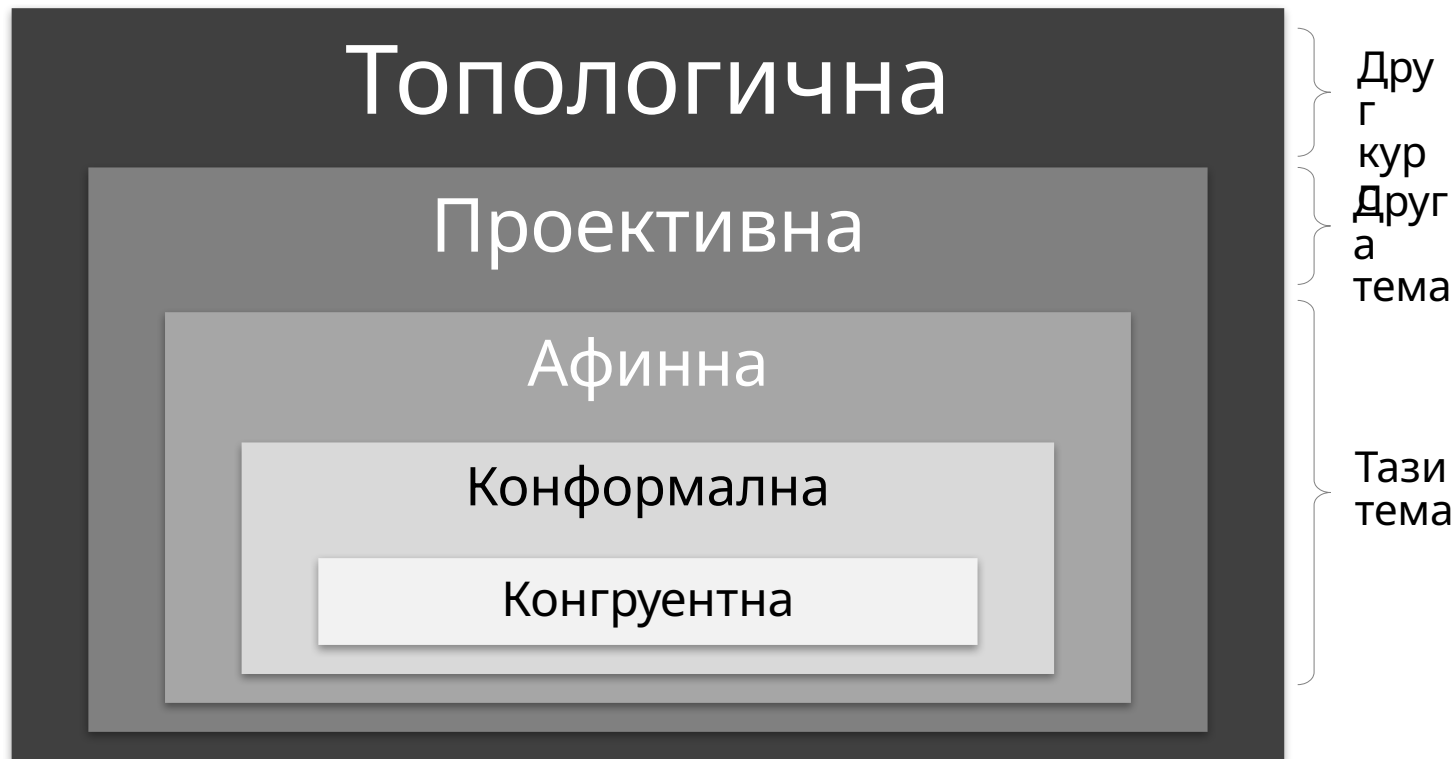 Топологична
Проективна
Афинна
Конформална
Конгруентна
Дру
г
кур
с
Друг
а
тема
Тази
тема